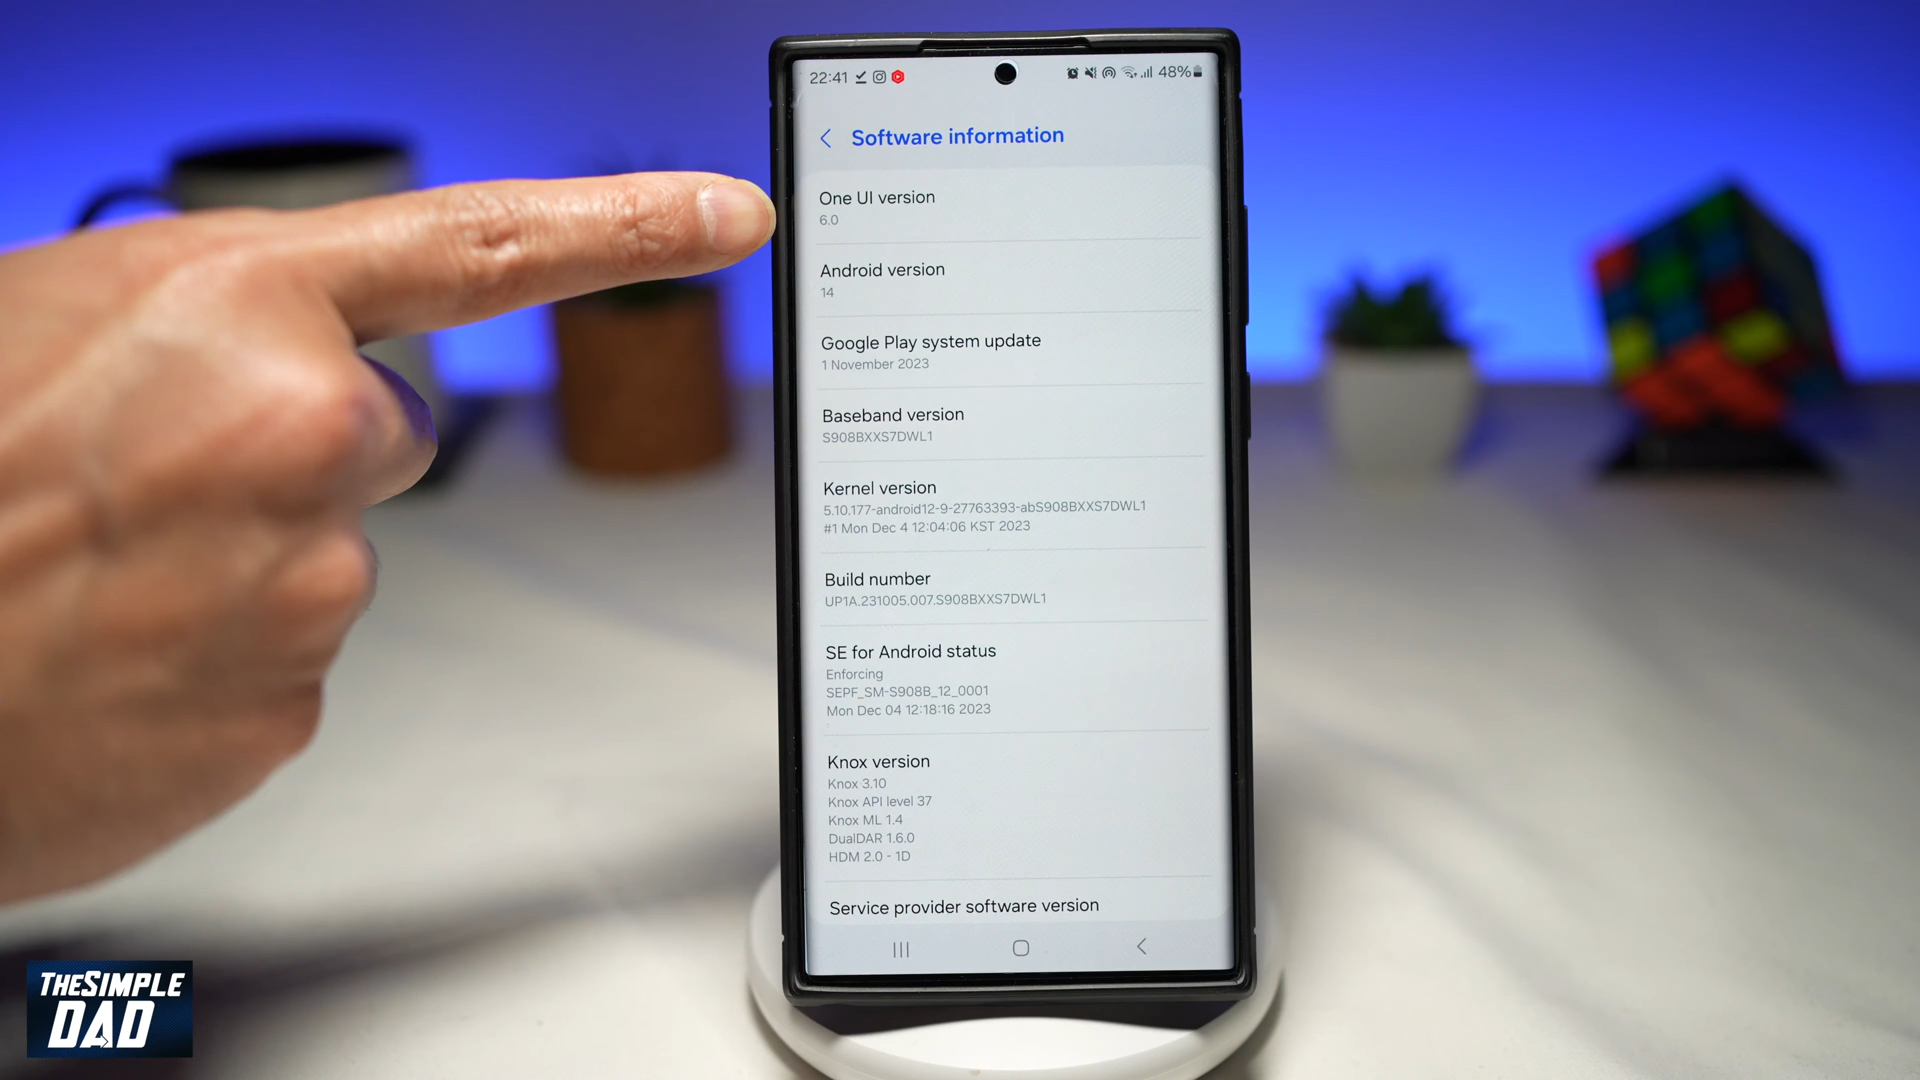 22:41
48%
Software information
One UI version
6.0
Android version
14
Google Play system update
1 November 2023
Baseband version
S908BXXS7DWL1
Kernel version
5.10.177-android12-9-27763393-abS908BXXS7DWL1
#1 Mon Dec 4 12:04:06 KST 2023
Build number
UP1A.231005.007.S908BXXS7DWL1
SE for Android status
Enforcing
SEPF_SM-S908B_12_0001
Mon Dec 04 12:18:16 2023
Knox version
Knox 3.10
Knox API level 37
Knox ML 1.4
DualDAR 1.6.0
HDM 2.0 - 1D
Service provider software version
THESIMPLE
DAD